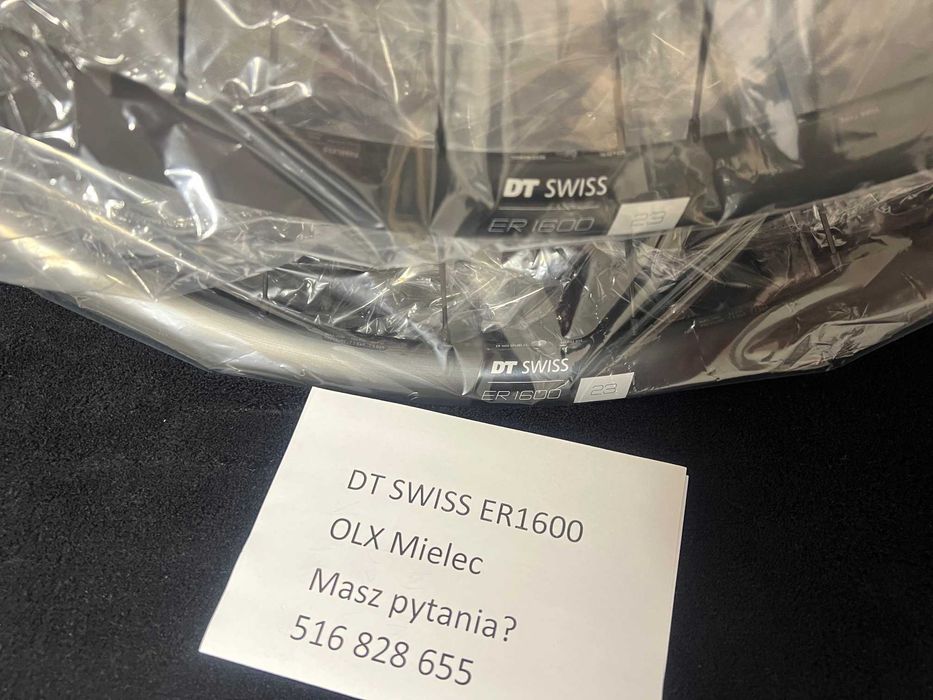 DT SWISS
ER 1600 23
DT SWISS
ER 1600 23
DT SWISS ER1600
OLX Mielec
Masz pytania?
516 828 655